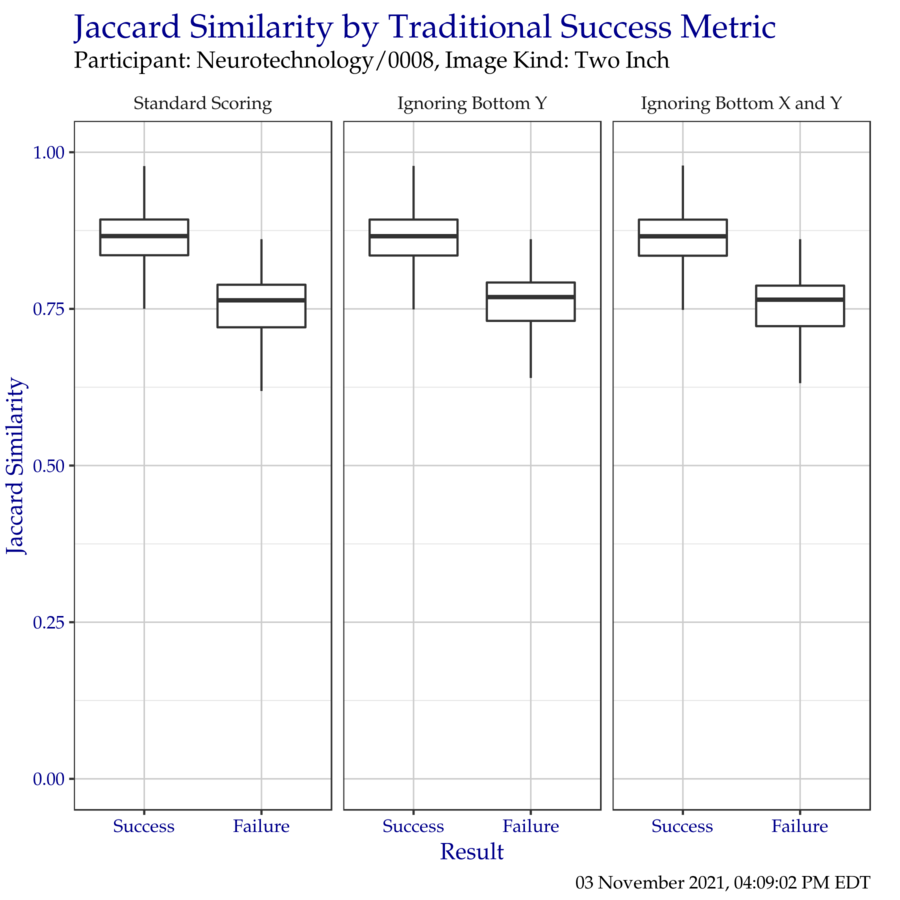 Jaccard Similarity by Traditional Success Metric
Participant: Neurotechnology/0008, Image Kind: Two Inch
Standard Scoring
Ignoring Bottom Y
Ignoring Bottom X and Y
Jaccard Similarity
1.00
0.75
0.50
0.25
0.00
Success Failure
Success Failure
Success Failure
Result
03 November 2021, 04:09:02 PM EDT